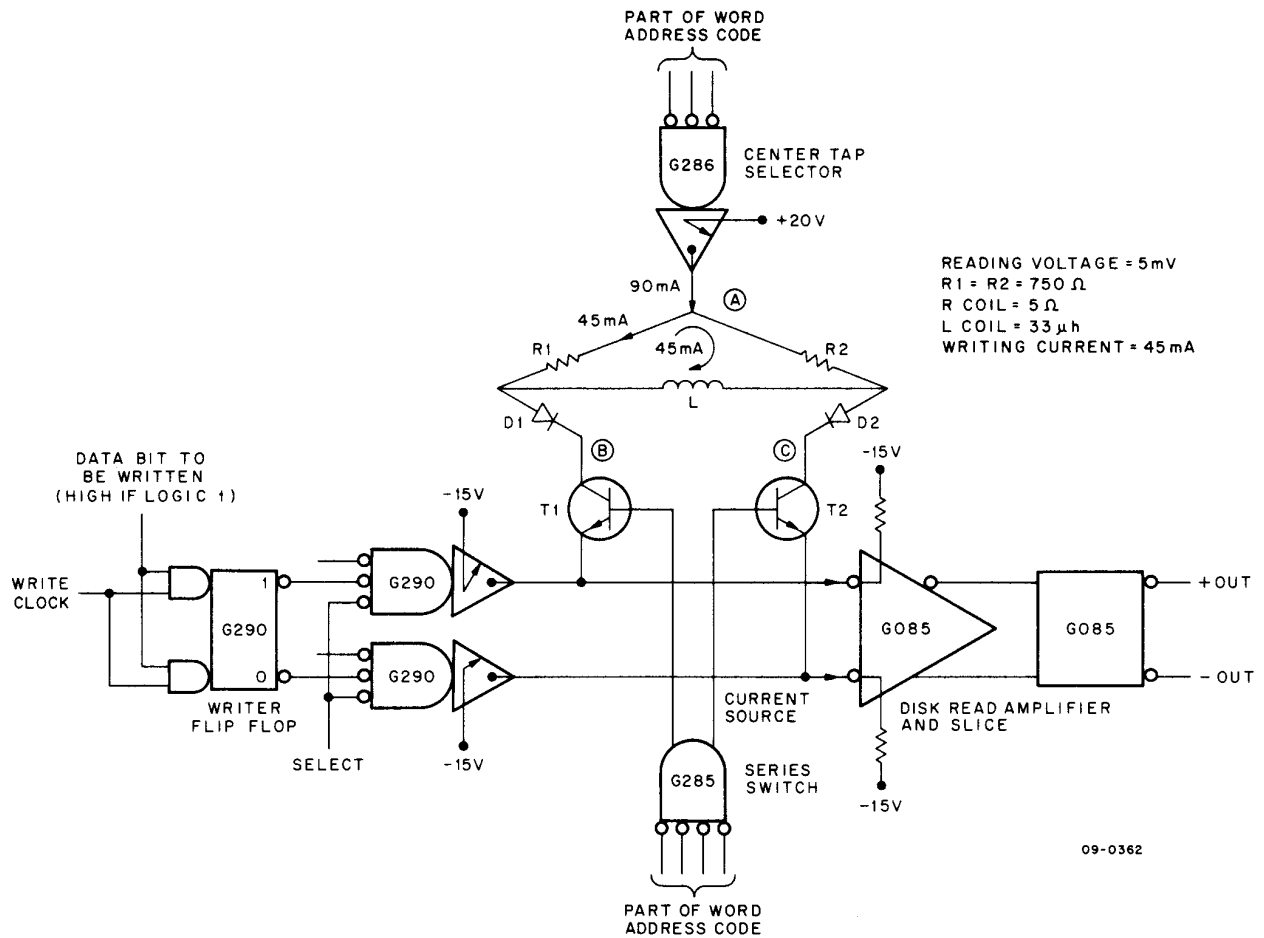 PART OF WORD
ADDRESS CODE
G286
CENTER TAP
SELECTOR
+20V
90mA
A
READING VOLTAGE = 5mV
R1 = R2 = 750 Ω
R COIL = 5 Ω
L COIL = 33 µh
WRITING CURRENT = 45mA
45mA
R1
45mA
R2
L
D1
D2
B
C
DATA BIT TO
BE WRITTEN
(HIGH IF LOGIC 1)
-15V
T1
T2
-15V
WRITE
CLOCK
1
G290
0
G290
G290
G085
G085
+OUT
-OUT
WRITER
FLIP FLOP
SELECT
-15V
CURRENT
SOURCE
DISK READ AMPLIFIER
AND SLICE
G285
SERIES
SWITCH
-15V
09-0362
PART OF WORD
ADDRESS CODE